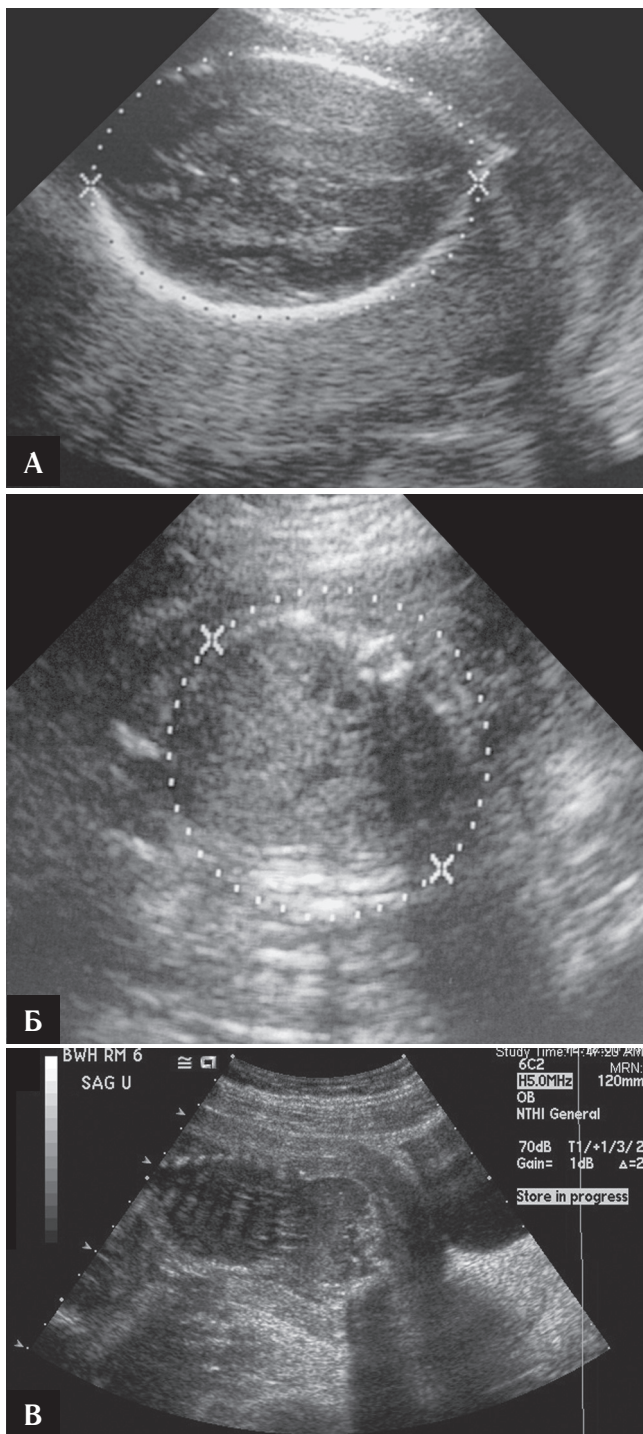 А
Б
BWH RM 6
SAG U
Study Time:
MRN:
6C2
H5.0MHz 120mm
OB
NTHI General
70dB T1/+1/3/2
Gain= 1dB Δ=2
Store in progress
В